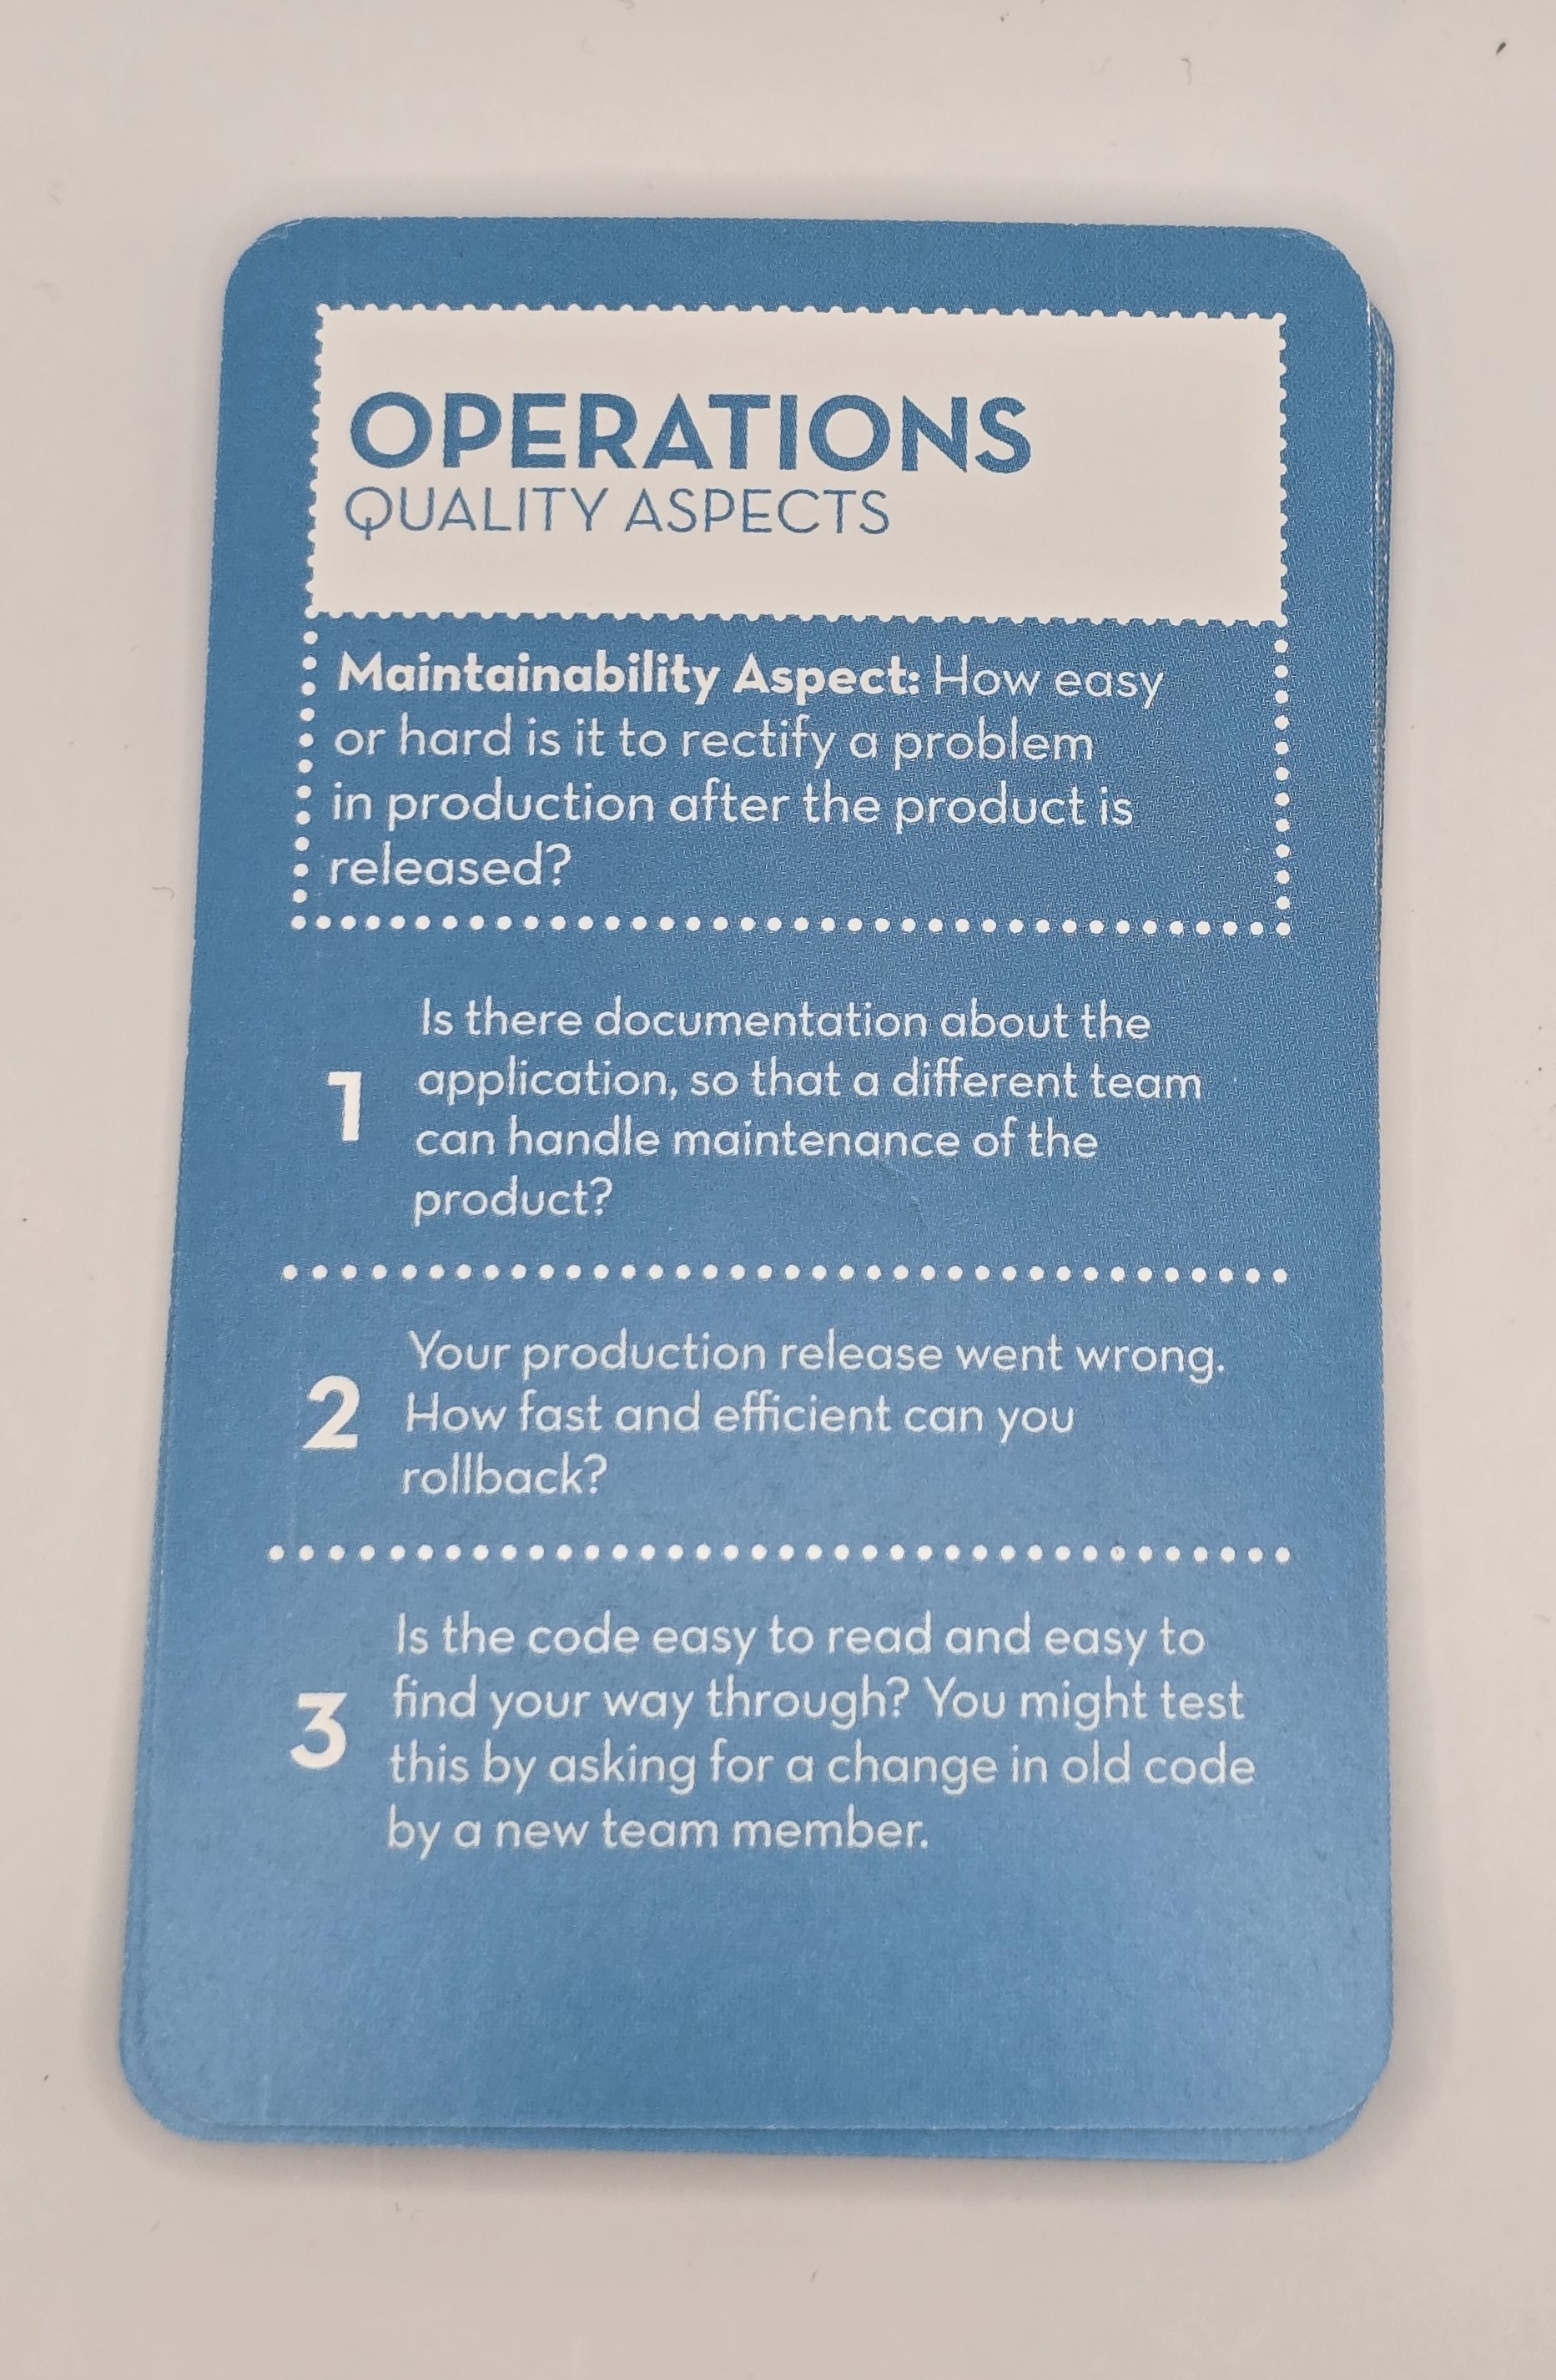 OPERATIONS
QUALITY ASPECTS
Maintainability Aspect: How easy
or hard is it to rectify a problem
in production after the product is
released?
1
Is there documentation about the
application, so that a different team
can handle maintenance of the
product?
2
Your production release went wrong.
How fast and efficient can you
rollback?
3
Is the code easy to read and easy to
find your way through? You might test
this by asking for a change in old code
by a new team member.